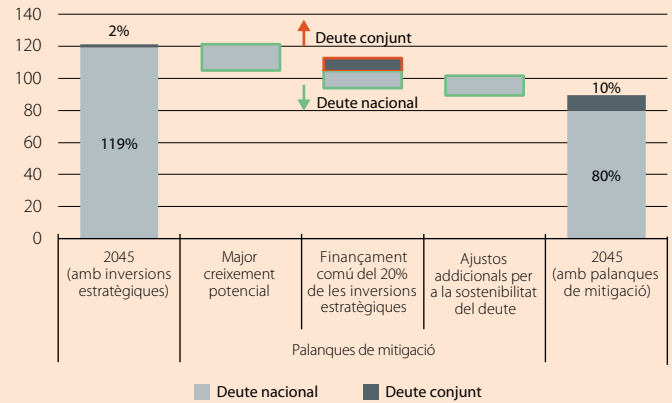 140
120
100
80
60
40
20
0
2%
119%
Deute conjunt
Deute nacional
10%
80%
2045
(amb inversions
estratègiques)
Major
creixement
potencial
Finançament
comú del 20%
de les inversions
estratègiques
Ajustos
addicionals per
a la sostenibilitat
del deute
2045
(amb palanques
de mitigació)
Palanques de mitigació
Deute nacional
Deute conjunt